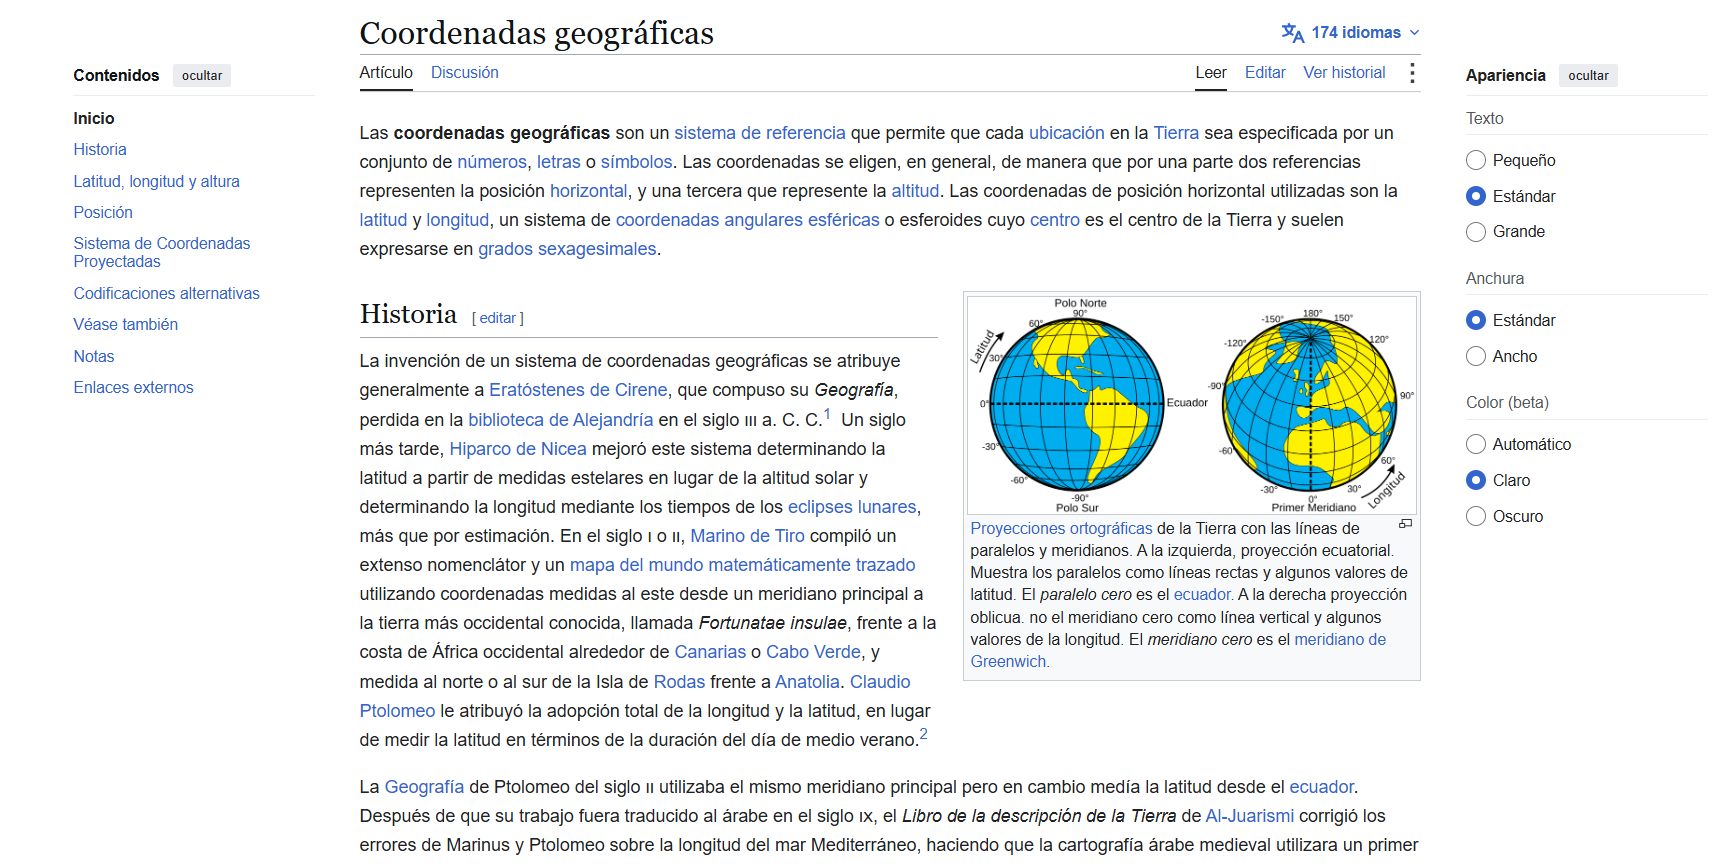 Coordenadas geográficas
174 idiomas
Artículo Discusión
Leer Editar Ver historial
Contenidos ocultar
Inicio
Historia
Latitud, longitud y altura
Posición
Sistema de Coordenadas
Proyectadas
Codificaciones alternativas
Véase también
Notas
Enlaces externos
Las coordenadas geográficas son un sistema de referencia que permite que cada ubicación en la Tierra sea especificada por un
conjunto de números, letras o símbolos. Las coordenadas se eligen, en general, de manera que por una parte dos referencias
representen la posición horizontal, y una tercera que represente la altitud. Las coordenadas de posición horizontal utilizadas son la
latitud y longitud, un sistema de coordenadas angulares esféricas o esferoides cuyo centro es el centro de la Tierra y suelen
expresarse en grados sexagesimales.
Historia [ editar ]
La invención de un sistema de coordenadas geográficas se atribuye
generalmente a Eratóstenes de Cirene, que compuso su Geografía,
perdida en la biblioteca de Alejandría en el siglo III a. C. C.1 Un siglo
más tarde, Hiparco de Nicea mejoró este sistema determinando la
latitud a partir de medidas estelares en lugar de la altitud solar y
determinando la longitud mediante los tiempos de los eclipses lunares,
más que por estimación. En el siglo I o II, Marino de Tiro compiló un
extenso nomenclátor y un mapa del mundo matemáticamente trazado
utilizando coordenadas medidas al este desde un meridiano principal a
la tierra más occidental conocida, llamada Fortunatae insulae, frente a la
costa de África occidental alrededor de Canarias o Cabo Verde, y
medida al norte o al sur de la Isla de Rodas frente a Anatolia. Claudio
Ptolomeo le atribuyó la adopción total de la longitud y la latitud, en lugar
de medir la latitud en términos de la duración del día de medio verano.2
La Geografía de Ptolomeo del siglo II utilizaba el mismo meridiano principal pero en cambio medía la latitud desde el ecuador.
Después de que su trabajo fuera traducido al árabe en el siglo IX, el Libro de la descripción de la Tierra de Al-Juarismi corrigió los
errores de Marinus y Ptolomeo sobre la longitud del mar Mediterráneo, haciendo que la cartografía árabe medieval utilizara un primer
Polo Norte
90°
60°
Latitud
30°
0°
Ecuador
-30°
-60°
-90°
Polo Sur
180°
-150° 150°
-120° 120°
-90° 90°
-60° 60°
-30° 30°
0°
Longitud
Primer Meridiano
Proyecciones ortográficas de la Tierra con las líneas de
paralelos y meridianos. A la izquierda, proyección ecuatorial.
Muestra los paralelos como líneas rectas y algunos valores de
latitud. El paralelo cero es el ecuador. A la derecha proyección
oblicua. no el meridiano cero como línea vertical y algunos
valores de la longitud. El meridiano cero es el meridiano de
Greenwich.
Apariencia ocultar
Texto
Pequeño
Estándar
Grande
Anchura
Estándar
Ancho
Color (beta)
Automático
Claro
Oscuro